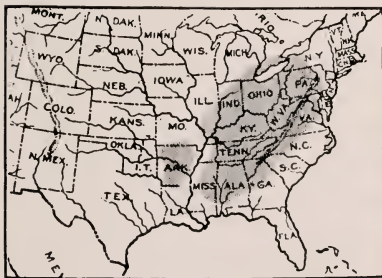 MONT.
N. DAK.
MINN.
S. DAK.
WIS.
MICH.
N Y
WYO.
IOWA
NEB.
ILL
IND
OHIO
PA.
COLO.
KANS.
MO.
KY.
W. VA.
VA.
N. MEX.
OKLA.
I.T.
ARK.
TENN.
N.C.
S.C.
TEX.
LA.
MISS
ALA
GA.
FLA.